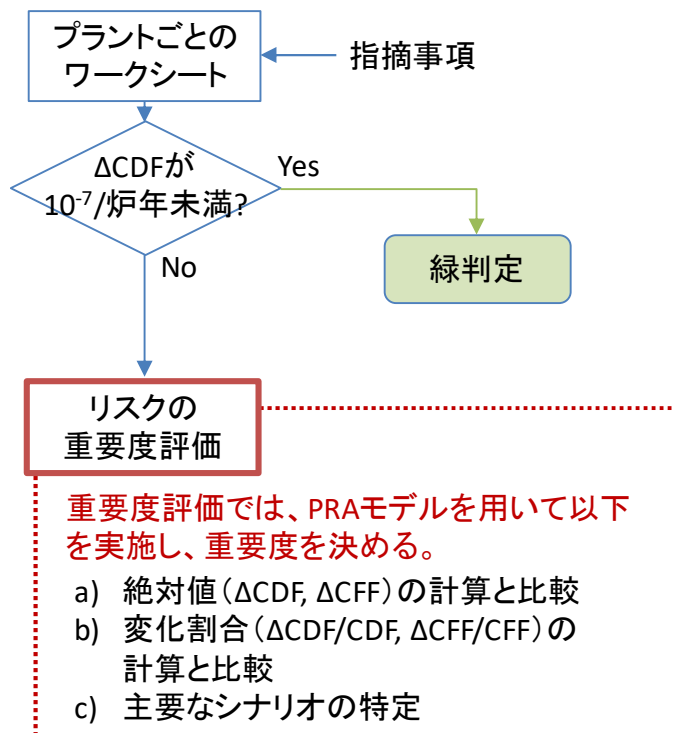 プラントごとの
ワークシート
指摘事項
ΔCDFが
10⁻⁷/炉年未満?
Yes
緑判定
No
リスクの
重要度評価
重要度評価では、PRAモデルを用いて以下
を実施し、重要度を決める。
a) 絶対値(ΔCDF, ΔCFF)の計算と比較
b) 変化割合(ΔCDF/CDF, ΔCFF/CFF)の
計算と比較
c) 主要なシナリオの特定